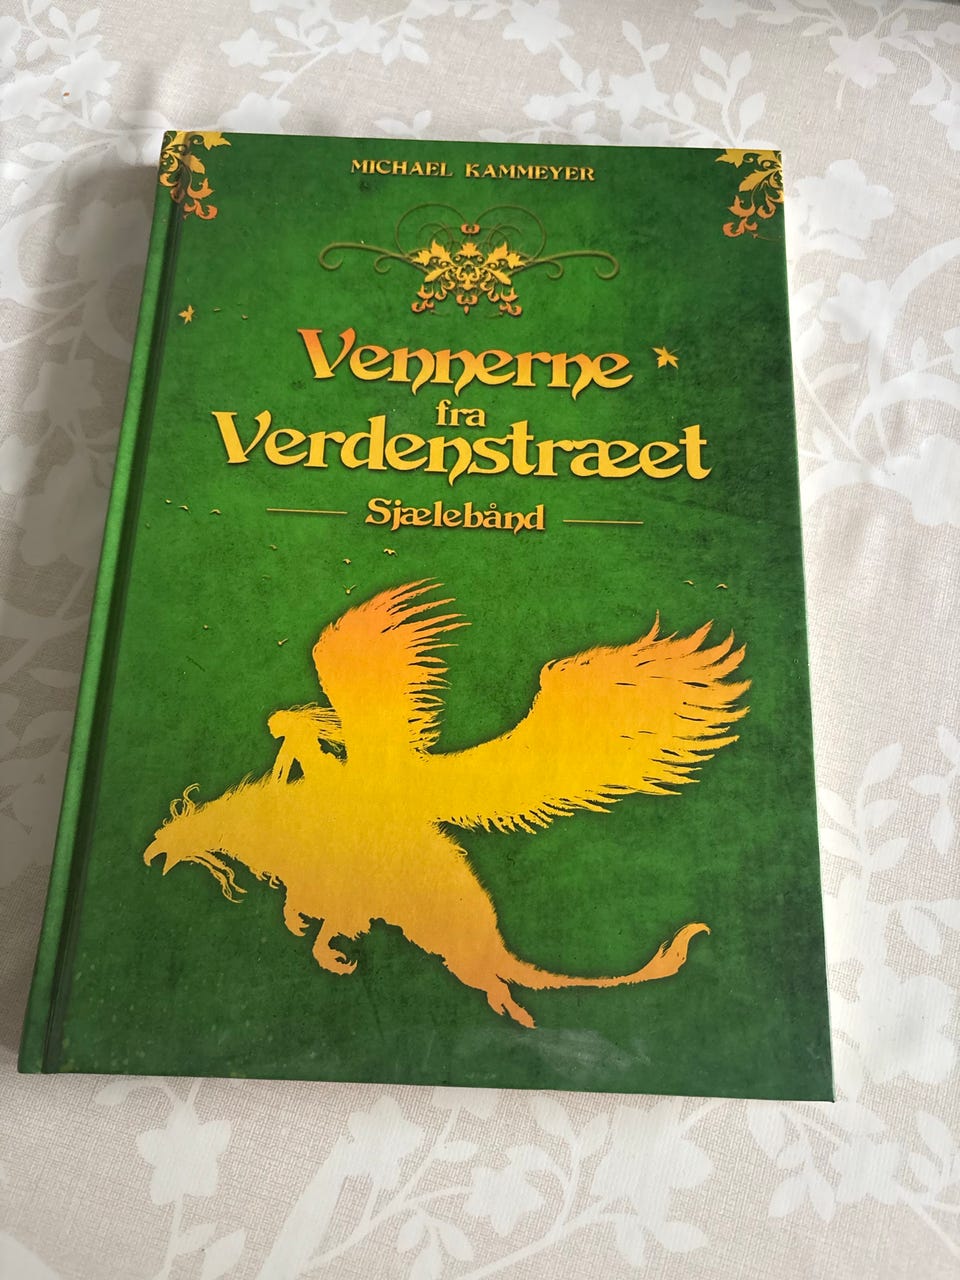 MICHAEL KAMMEYER
Vennerne
fra
Verdenstræet
Sjælebånd